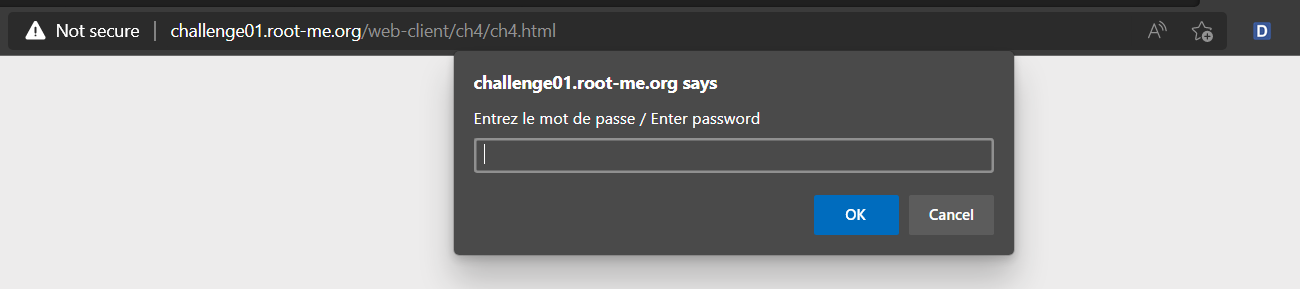 Not secure | challenge01.root-me.org/web-client/ch4/ch4.html A D
challenge01.root-me.org says
Entrez le mot de passe / Enter password
OK Cancel